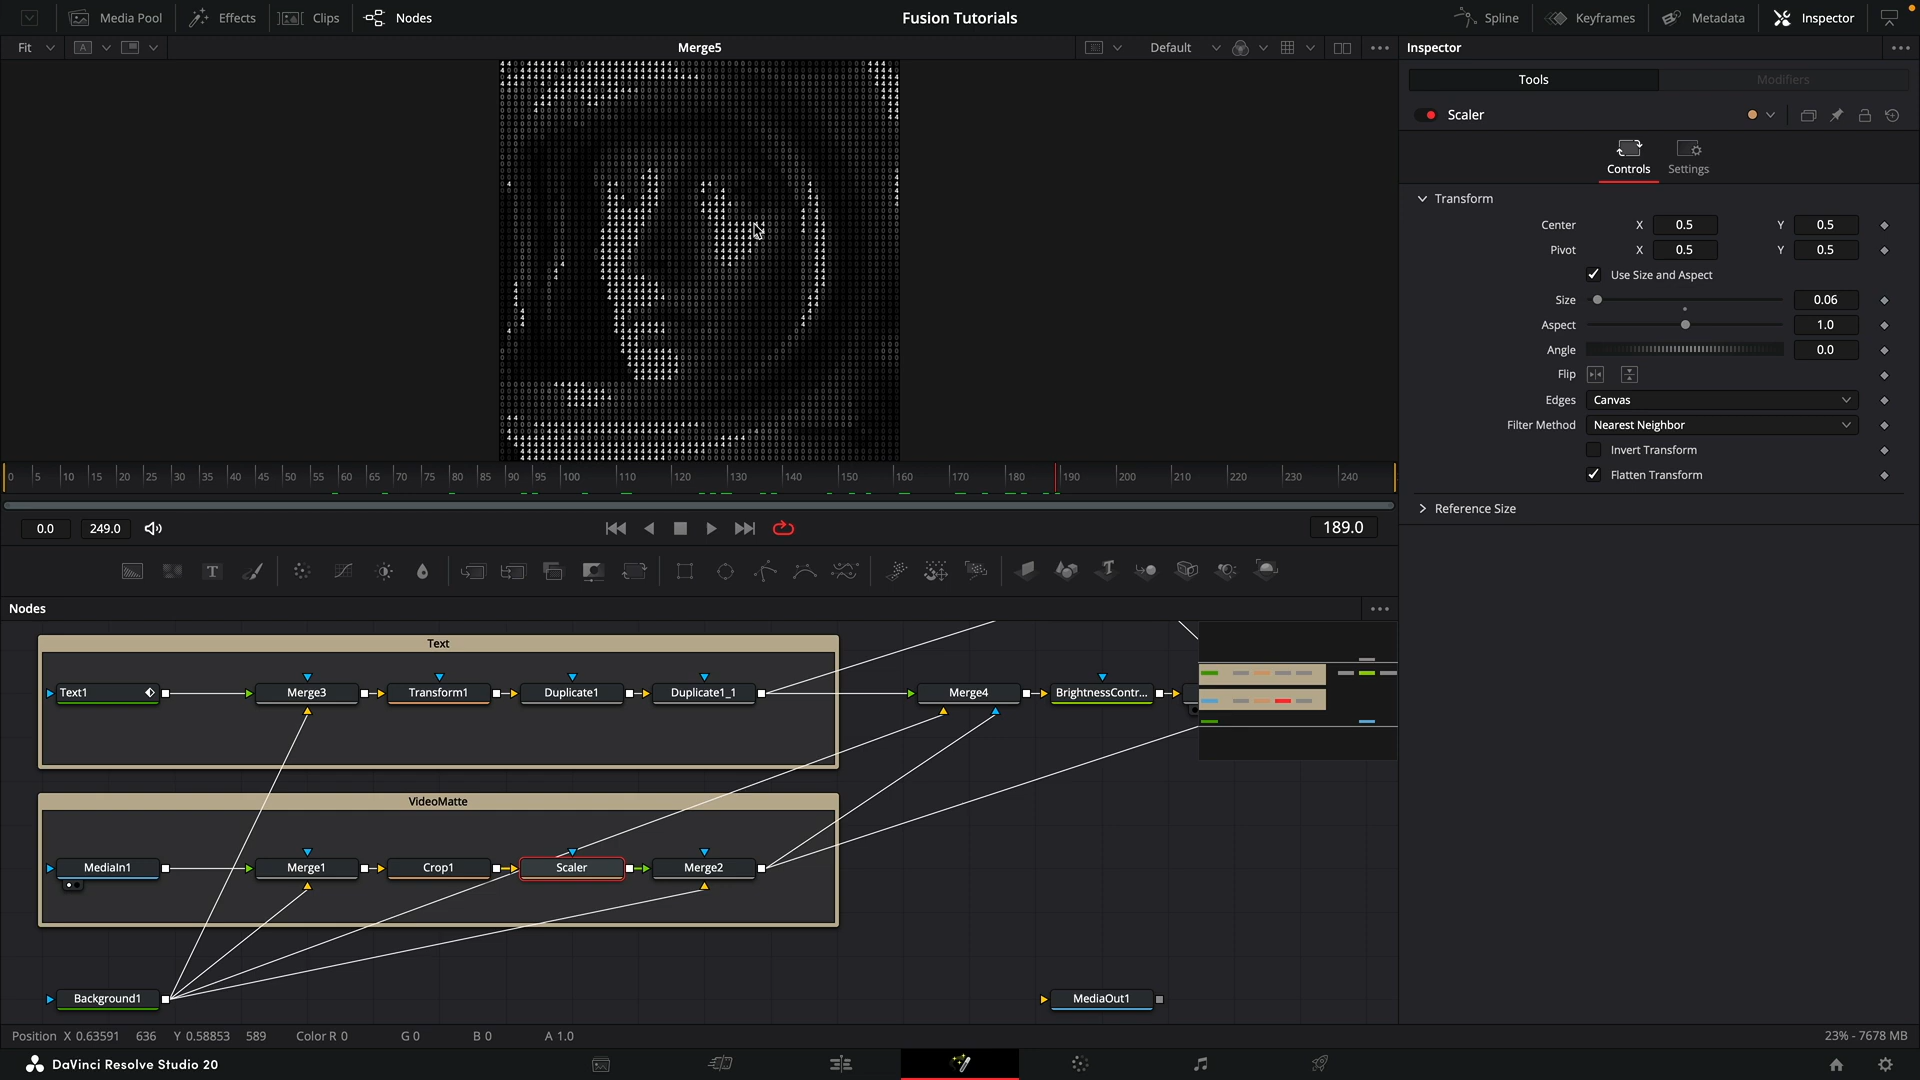 Media Pool
Effects
Clips
Nodes
Fusion Tutorials
Spline
Keyframes
Metadata
Inspector
Fit
A
Merge5
Default
Inspector
Tools
Modifiers
Scaler
Controls
Settings
Transform
Center X 0.5 Y 0.5
Pivot X 0.5 Y 0.5
Use Size and Aspect
Size 0.06
Aspect 1.0
Angle 0.0
Flip
Edges Canvas
Filter Method Nearest Neighbor
Invert Transform
Flatten Transform
Reference Size
0 5 10 15 20 25 30 35 40 45 50 55 60 65 70 75 80 85 90 95 100 110 120 130 140 150 160 170 180 190 200 210 220 230 240
0.0 249.0 189.0
T
T
Nodes
Text
Text1 Merge3 Transform1 Duplicate1 Duplicate1_1 Merge4 BrightnessContr...
VideoMatte
MediaIn1 Merge1 Crop1 Scaler Merge2
Background1 MediaOut1
Position X 0.63591 636 Y 0.58853 589 Color R 0 G 0 B 0 A 1.0 23% - 7678 MB
DaVinci Resolve Studio 20